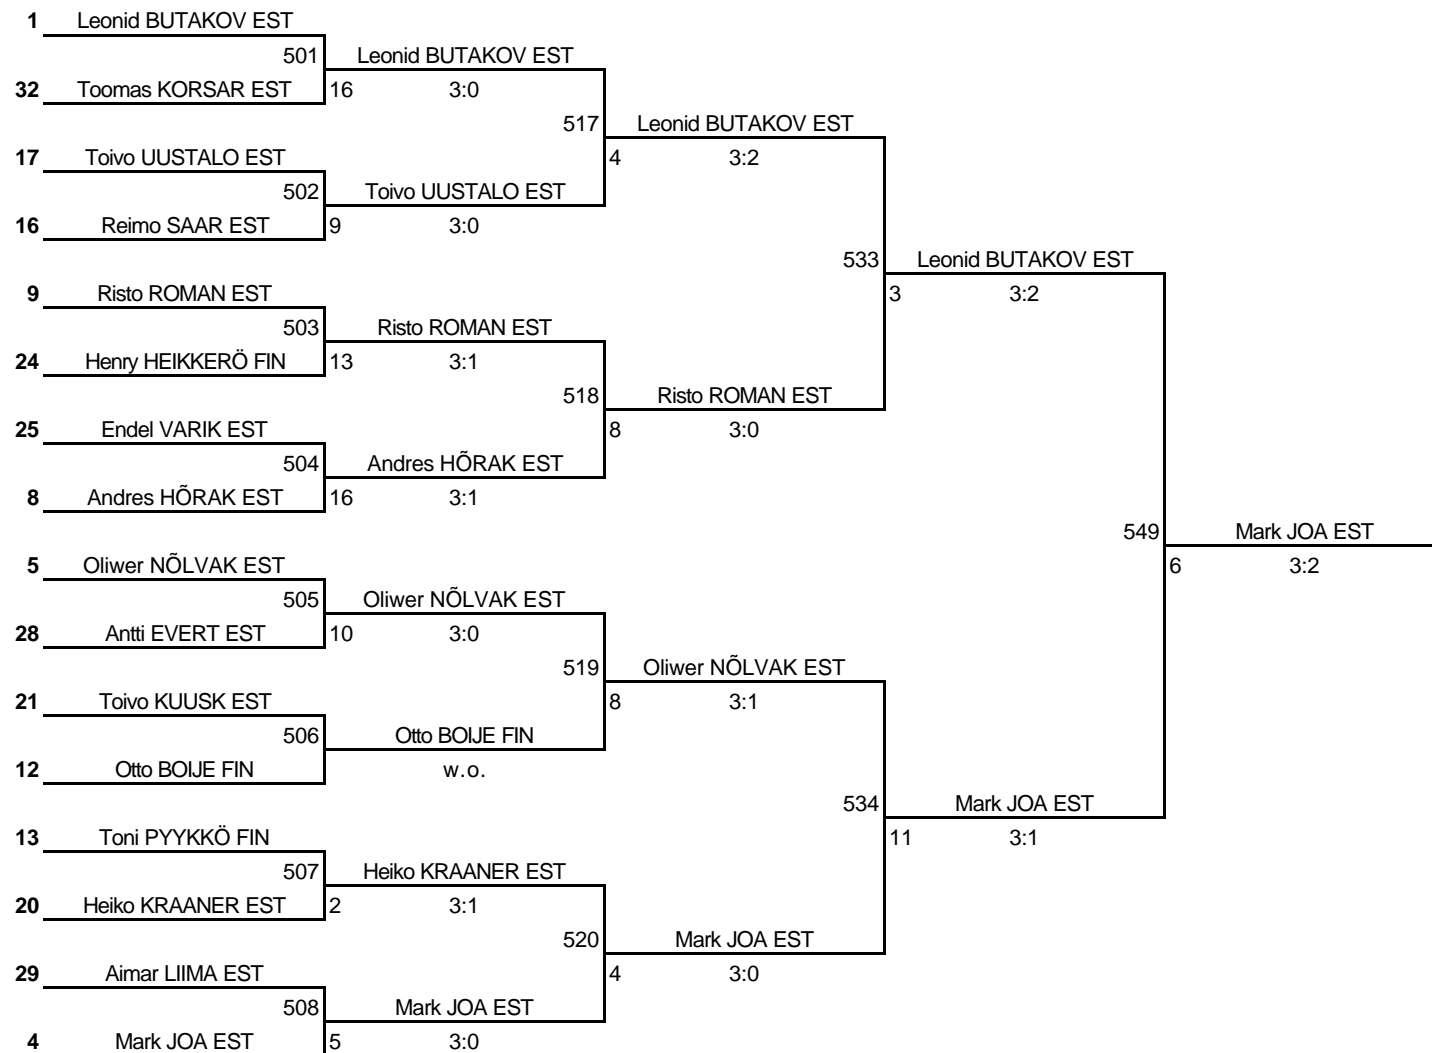 1 Leonid BUTAKOV EST
501 Leonid BUTAKOV EST
32 Toomas KORSAR EST 16 3:0
517 Leonid BUTAKOV EST
17 Toivo UUSTALO EST 4 3:2
502 Toivo UUSTALO EST
16 Reimo SAAR EST 9 3:0
533 Leonid BUTAKOV EST
9 Risto ROMAN EST 3 3:2
503 Risto ROMAN EST
24 Henry HEIKKERÖ FIN 13 3:1
518 Risto ROMAN EST
25 Endel VARIK EST 8 3:0
504 Andres HÕRAK EST
8 Andres HÕRAK EST 16 3:1
549 Mark JOA EST
5 Oliwer NÕLVAK EST 6 3:2
505 Oliwer NÕLVAK EST
28 Antti EVERT EST 10 3:0
519 Oliwer NÕLVAK EST
21 Toivo KUUSK EST 8 3:1
506 Otto BOIJE FIN
12 Otto BOIJE FIN w.o.
534 Mark JOA EST
13 Toni PYYKKÖ FIN 11 3:1
507 Heiko KRAANER EST
20 Heiko KRAANER EST 2 3:1
520 Mark JOA EST
29 Aimar LIIMA EST 4 3:0
508 Mark JOA EST
4 Mark JOA EST 5 3:0